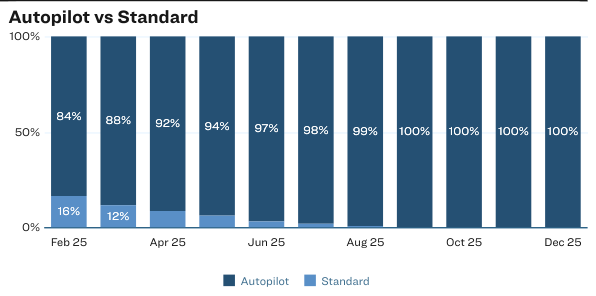 Autopilot vs Standard
100%
84% 88% 92% 94% 97% 98% 99% 100% 100% 100% 100%
50%
16% 12%
0%
Feb 25 Apr 25 Jun 25 Aug 25 Oct 25 Dec 25
Autopilot Standard